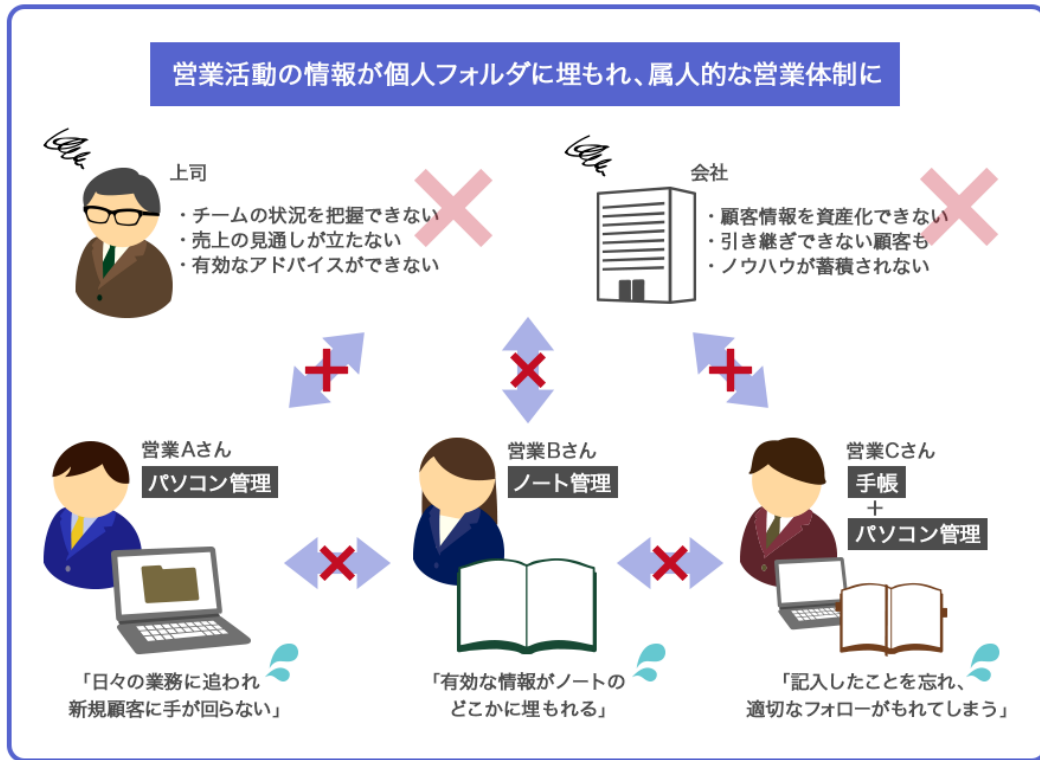 営業活動の情報が個人フォルダに埋もれ、属人的な営業体制に
上司
・チームの状況を把握できない
・売上の見通しが立たない
・有効なアドバイスができない
会社
・顧客情報を資産化できない
・引き継ぎできない顧客も
・ノウハウが蓄積されない
営業Aさん
パソコン管理
営業Bさん
ノート管理
営業Cさん
手帳
+
パソコン管理
「日々の業務に追われ
新規顧客に手が回らない」
「有効な情報がノートの
どこかに埋もれる」
「記入したことを忘れ、
適切なフォローがもれてしまう」